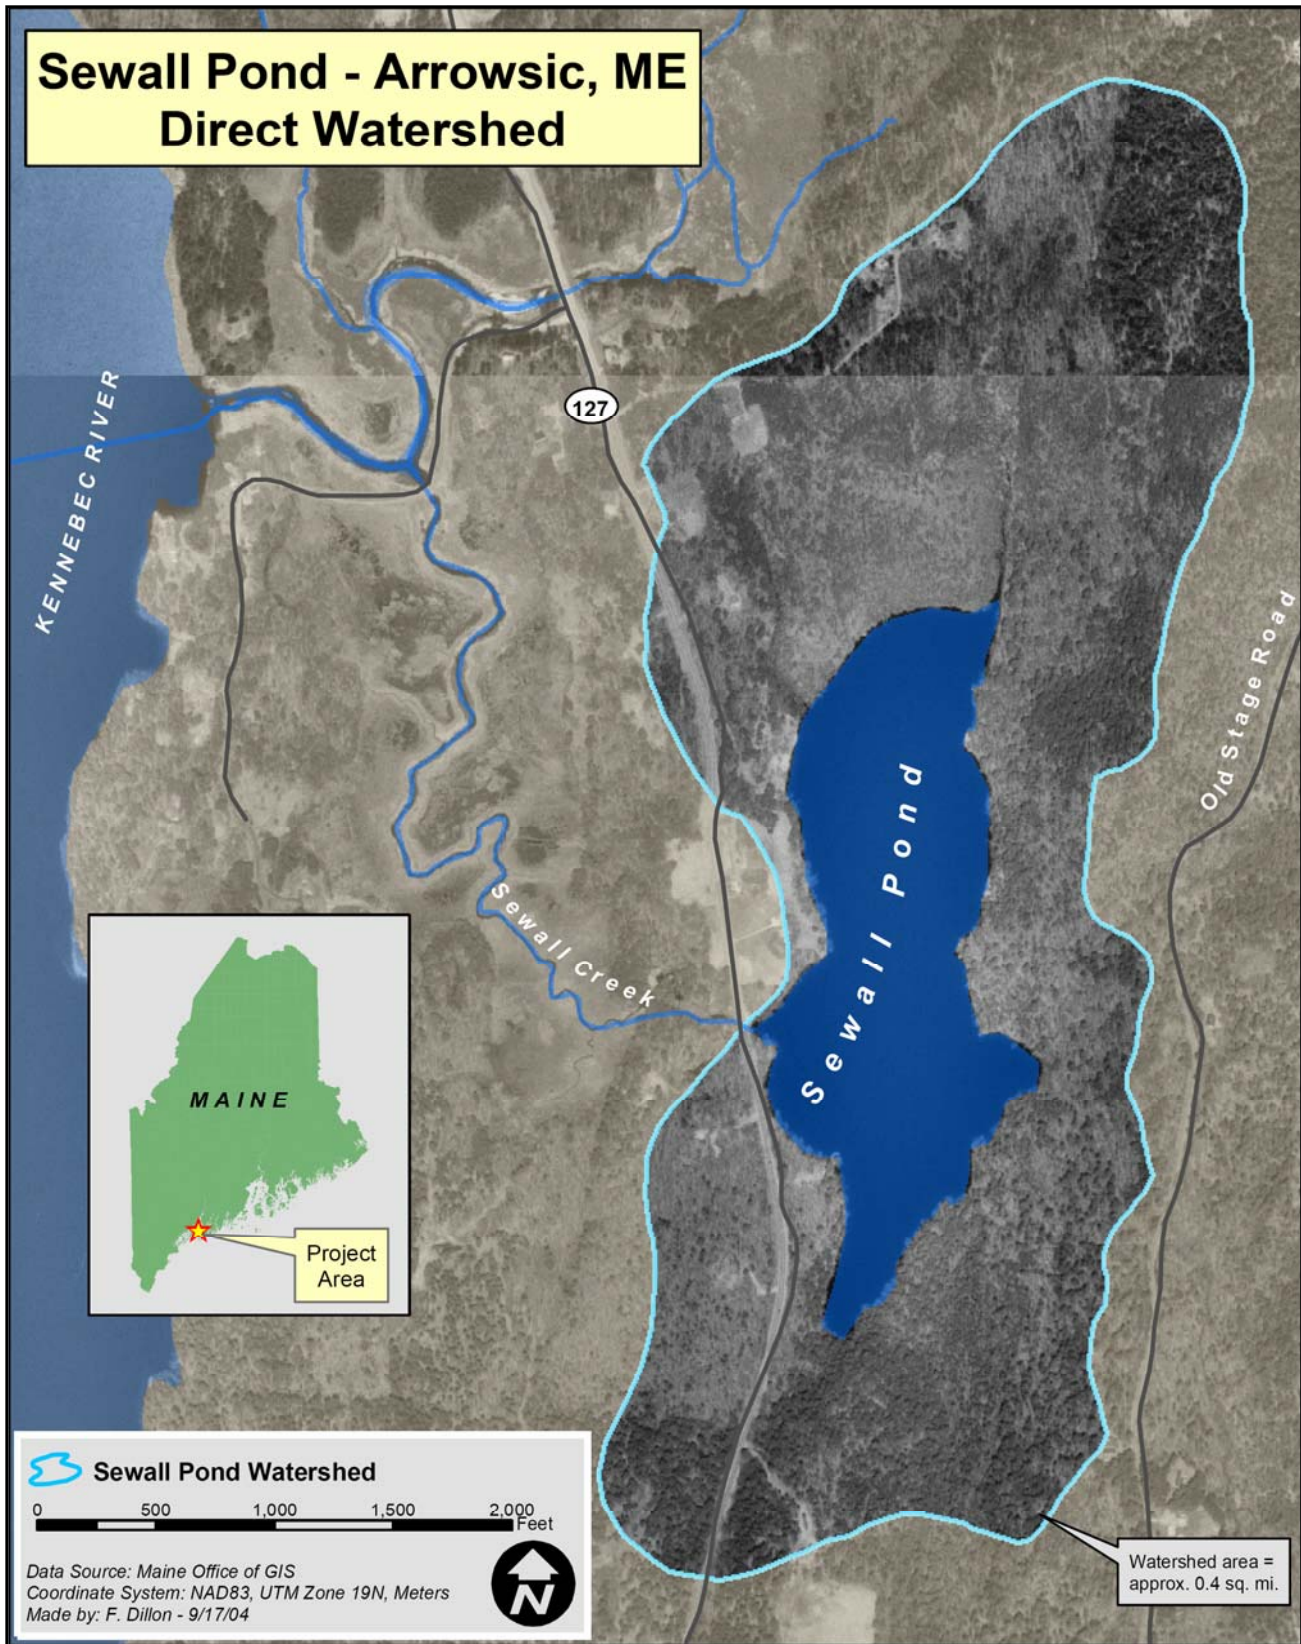 Sewall Pond - Arrowsic, ME
Direct Watershed
127
KENNEBEC RIVER
Old Stage Road
Sewall Pond
Sewall Creek
MAINE
Project
Area
Sewall Pond Watershed
0 500 1,000 1,500 2,000
Feet
Data Source: Maine Office of GIS
Coordinate System: NAD83, UTM Zone 19N, Meters
Made by: F. Dillon - 9/17/04
N
Watershed area =
approx. 0.4 sq. mi.